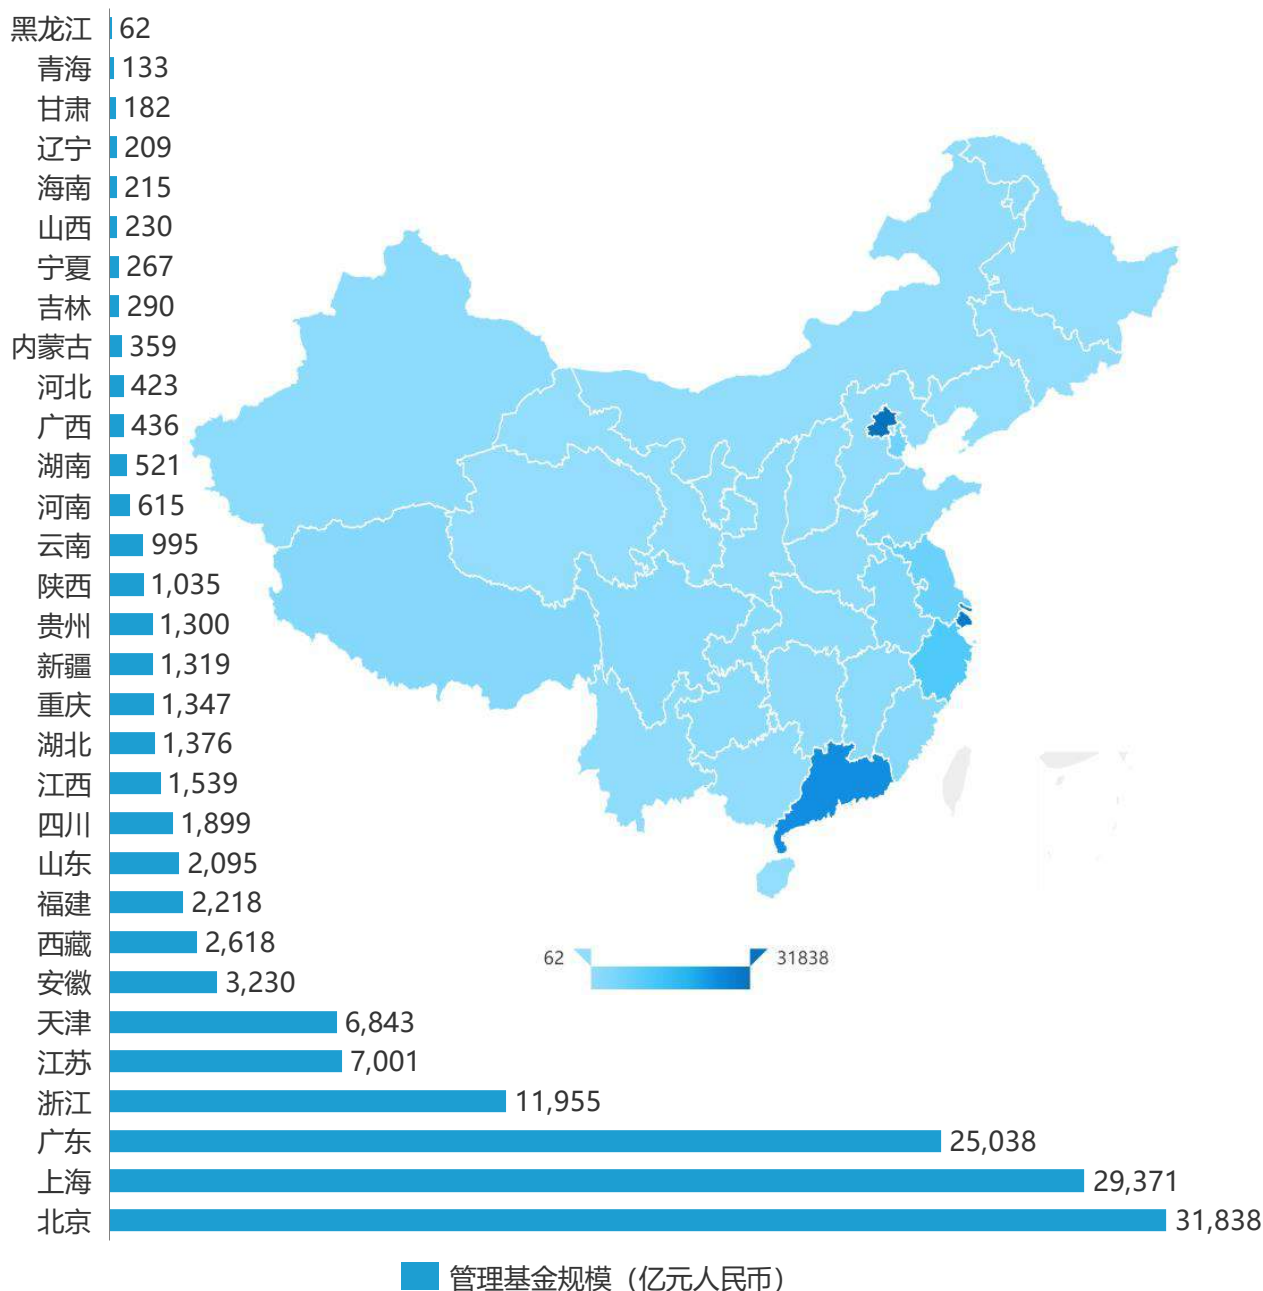 黑龙江 62
青海 133
甘肃 182
辽宁 209
海南 215
山西 230
宁夏 267
吉林 290
内蒙古 359
河北 423
广西 436
湖南 521
河南 615
云南 995
陕西 1,035
贵州 1,300
新疆 1,319
重庆 1,347
湖北 1,376
江西 1,539
四川 1,899
山东 2,095
福建 2,218
西藏 2,618
安徽 3,230
天津 6,843
江苏 7,001
浙江 11,955
广东 25,038
上海 29,371
北京 31,838
62 31838
管理基金规模（亿元人民币）